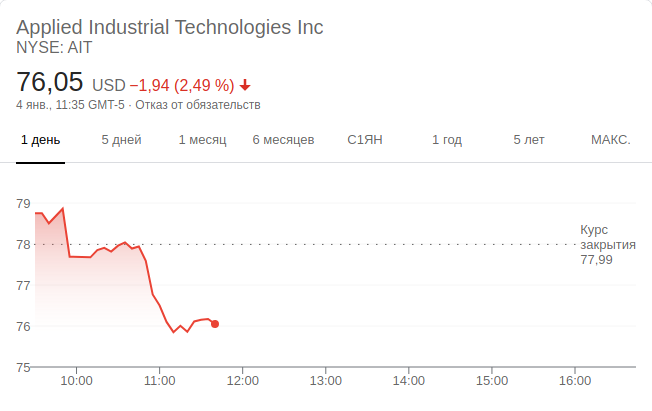 Applied Industrial Technologies Inc
NYSE: AIT
76,05 USD −1,94 (2,49 %)
4 янв., 11:35 GMT-5 · Отказ от обязательств
1 день 5 дней 1 месяц 6 месяцев С1ЯН 1 год 5 лет МАКС.
79
Курс
78 закрытия
77,99
77
76
75
10:00 11:00 12:00 13:00 14:00 15:00 16:00